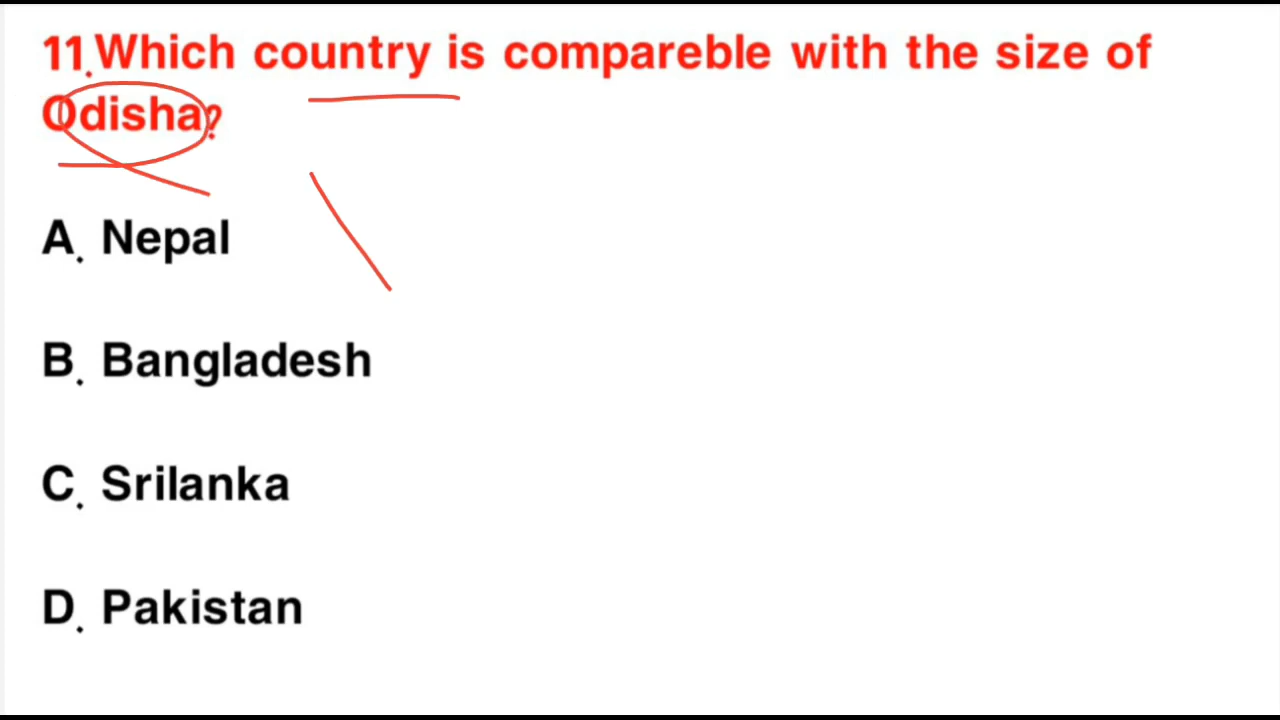 11.Which country is compareble with the size of
Odisha?
A. Nepal
B. Bangladesh
C. Srilanka
D. Pakistan